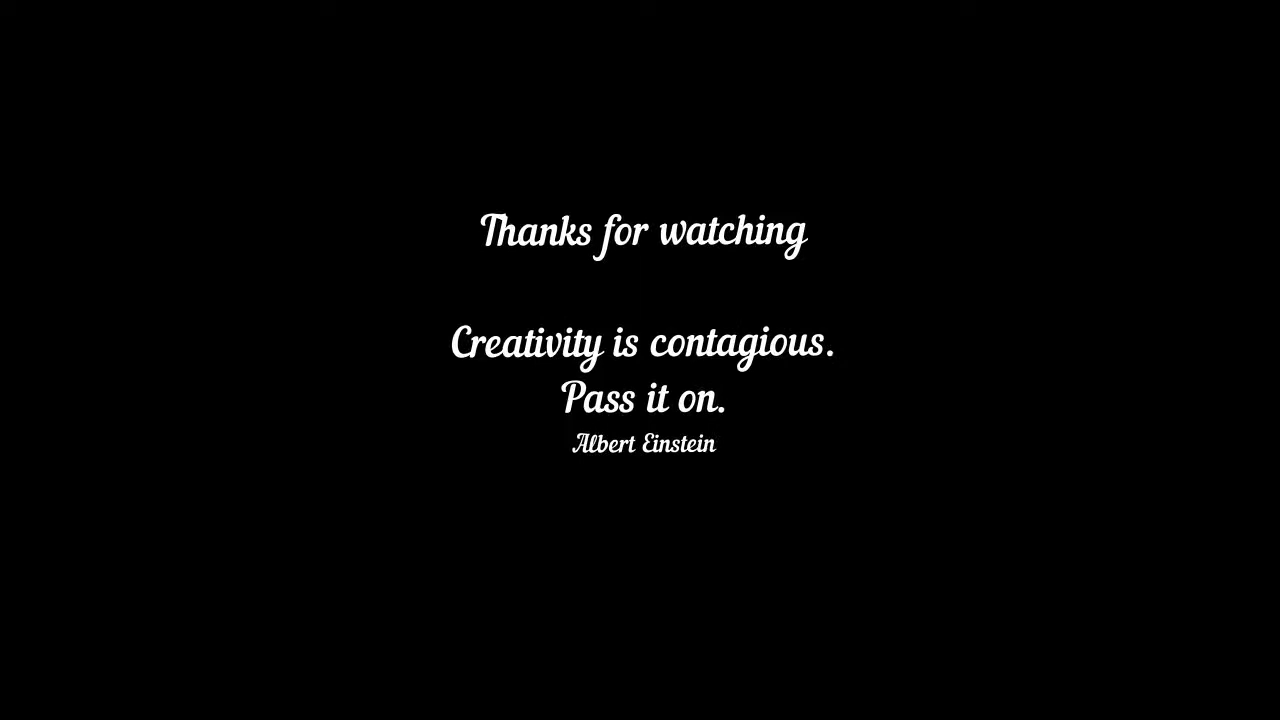 Thanks for watching
Creativity is contagious.
Pass it on.
Albert Einstein